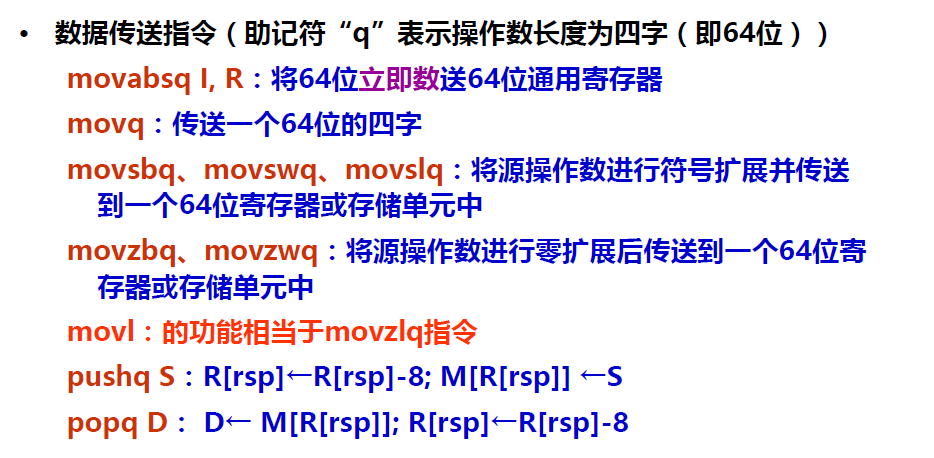 • 数据传送指令（助记符“q”表示操作数长度为四字（即64位））
movabsq I, R：将64位立即数送64位通用寄存器
movq：传送一个64位的四字
movsbq、movswq、movslq：将源操作数进行符号扩展并传送
到一个64位寄存器或存储单元中
movzbq、movzwq：将源操作数进行零扩展后传送到一个64位寄
存器或存储单元中
movl：的功能相当于movzlq指令
pushq S：R[rsp]←R[rsp]-8; M[R[rsp]] ←S
popq D： D← M[R[rsp]]; R[rsp]←R[rsp]-8